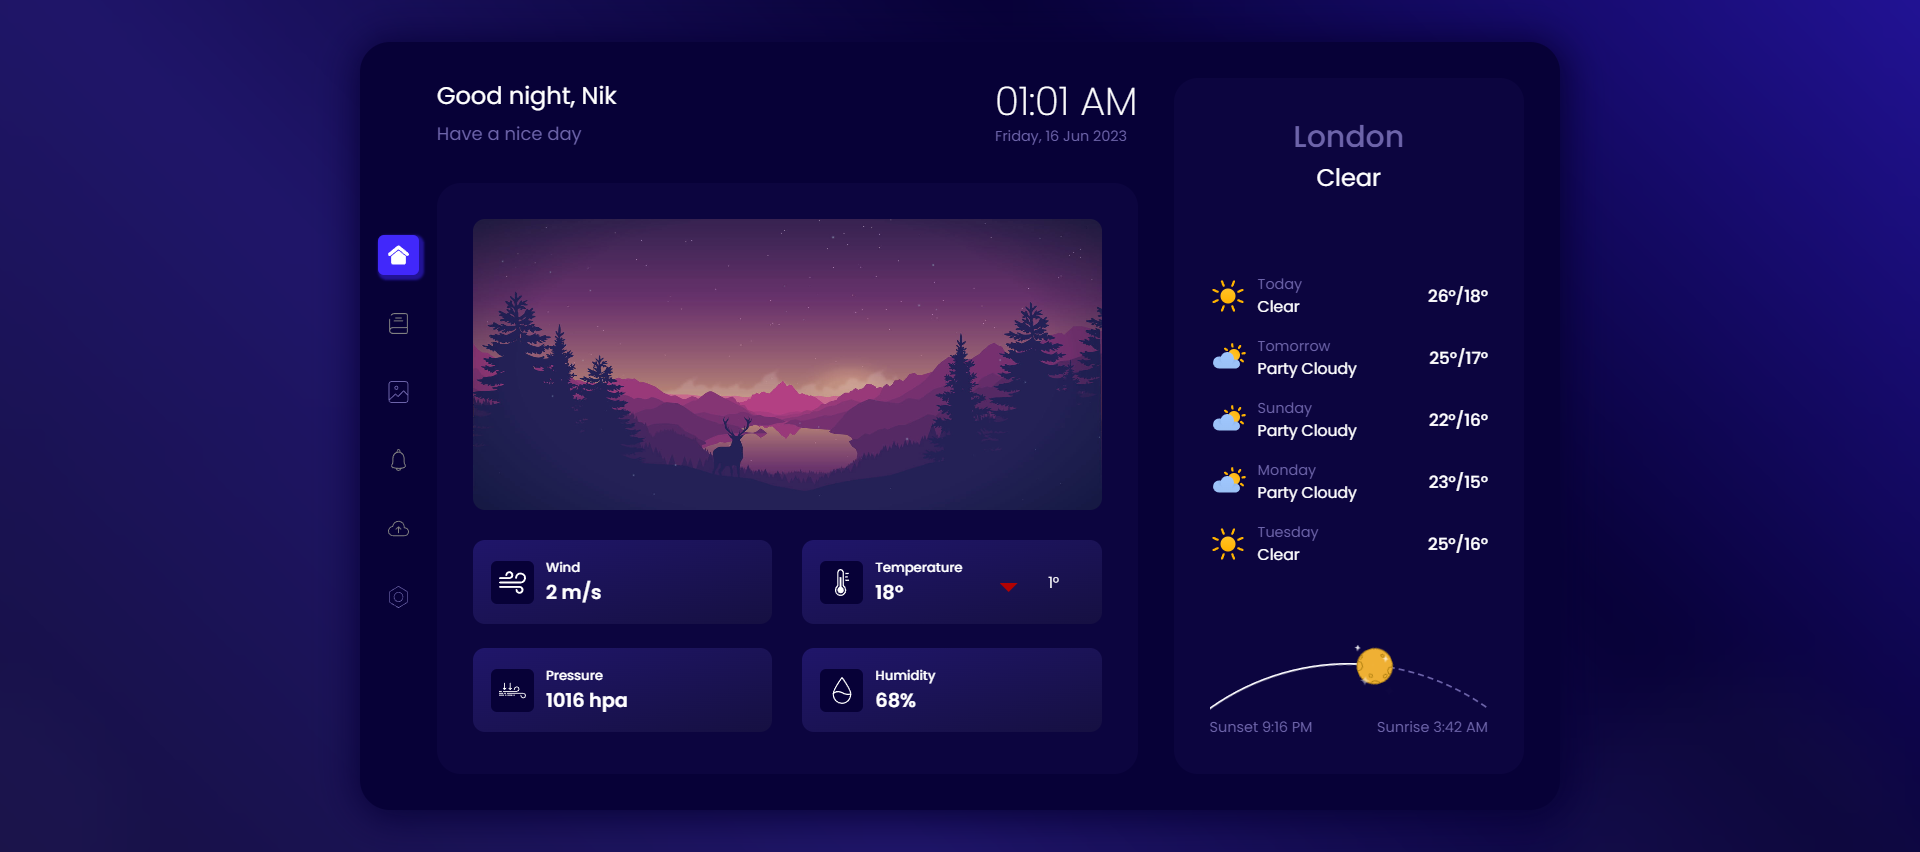 Good night, Nik
Have a nice day
01:01 AM
Friday, 16 Jun 2023
Wind
2 m/s
Temperature
18°
1°
Pressure
1016 hpa
Humidity
68%
London
Clear
Today
Clear
26°/18°
Tomorrow
Party Cloudy
25°/17°
Sunday
Party Cloudy
22°/16°
Monday
Party Cloudy
23°/15°
Tuesday
Clear
25°/16°
Sunset 9:16 PM
Sunrise 3:42 AM